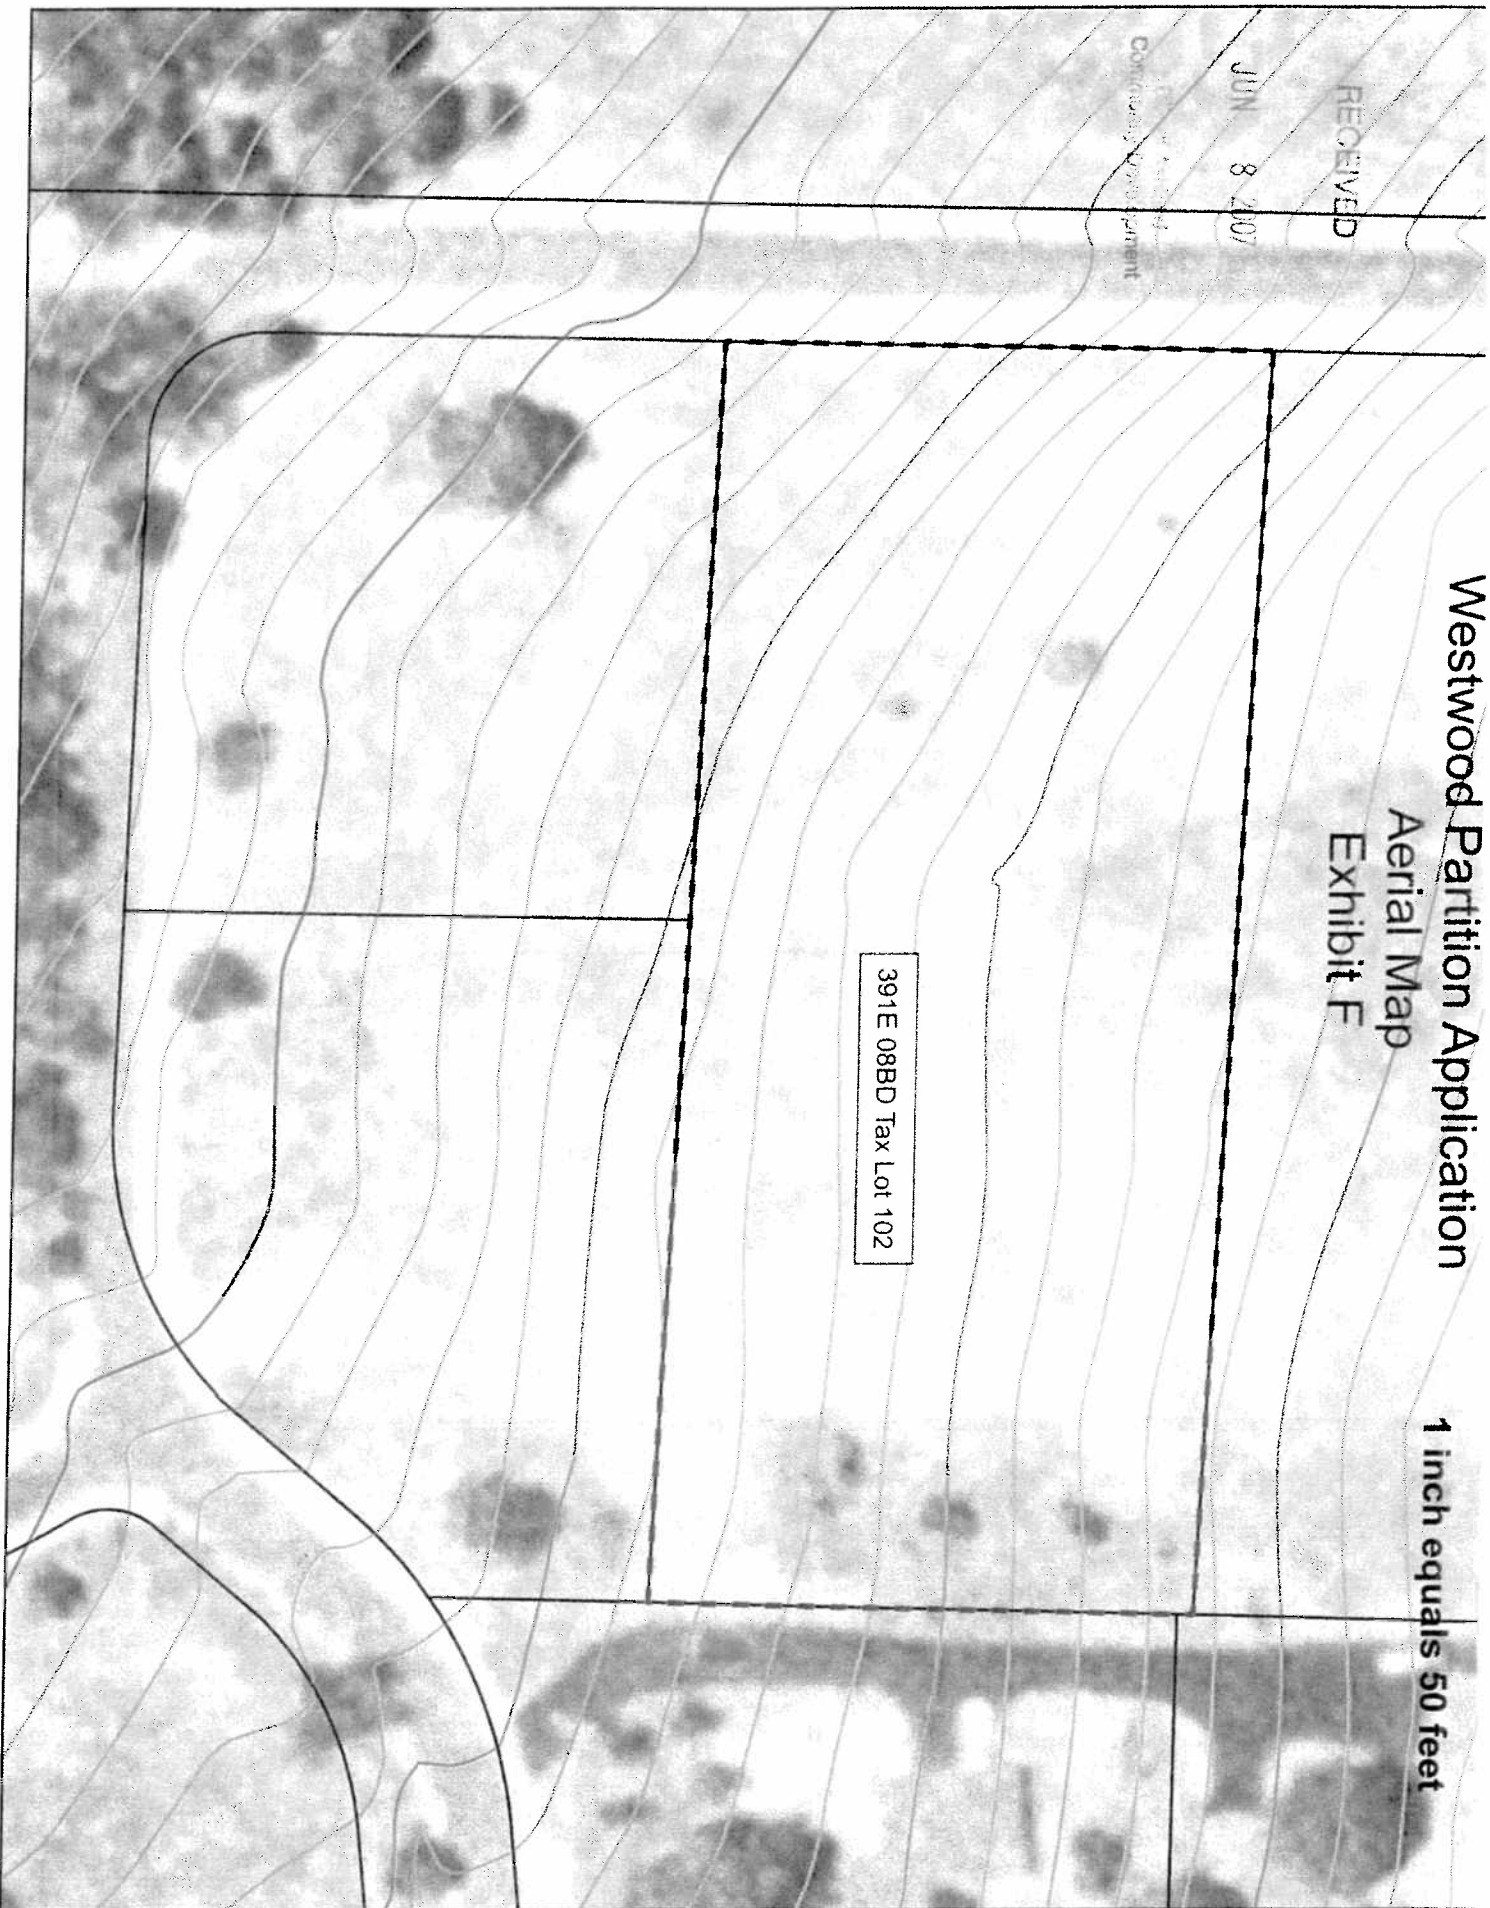 Westwood Partition Application
Aerial Map
Exhibit F
1 inch equals 50 feet
RECEIVED
JUN 8 2007
391E 08BD Tax Lot 102